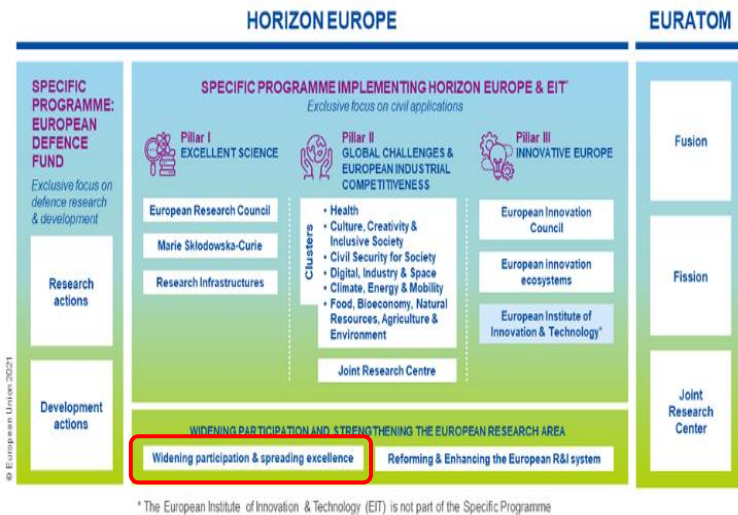 HORIZON EUROPE
EURATOM
SPECIFIC
PROGRAMME:
EUROPEAN
DEFENCE
FUND
Exclusive focus on
defence research
& development
Research
actions
Development
actions
SPECIFIC PROGRAMME IMPLEMENTING HORIZON EUROPE & EIT*
Exclusive focus on civil applications
Pillar I
EXCELLENT SCIENCE
European Research Council
Marie Skłodowska-Curie
Research Infrastructures
Pillar II
GLOBAL CHALLENGES &
EUROPEAN INDUSTRIAL
COMPETITIVENESS
Clusters
• Health
• Culture, Creativity &
Inclusive Society
• Civil Security for Society
• Digital, Industry & Space
• Climate, Energy & Mobility
• Food, Bioeconomy, Natural
Resources, Agriculture &
Environment
Joint Research Centre
Pillar III
INNOVATIVE EUROPE
European Innovation
Council
European innovation
ecosystems
European Institute of
Innovation & Technology*
WIDENING PARTICIPATION AND STRENGTHENING THE EUROPEAN RESEARCH AREA
Widening participation & spreading excellence
Reforming & Enhancing the European R&I system
Fusion
Fission
Joint
Research
Center
© European Union 2021
* The European Institute of Innovation & Technology (EIT) is not part of the Specific Programme